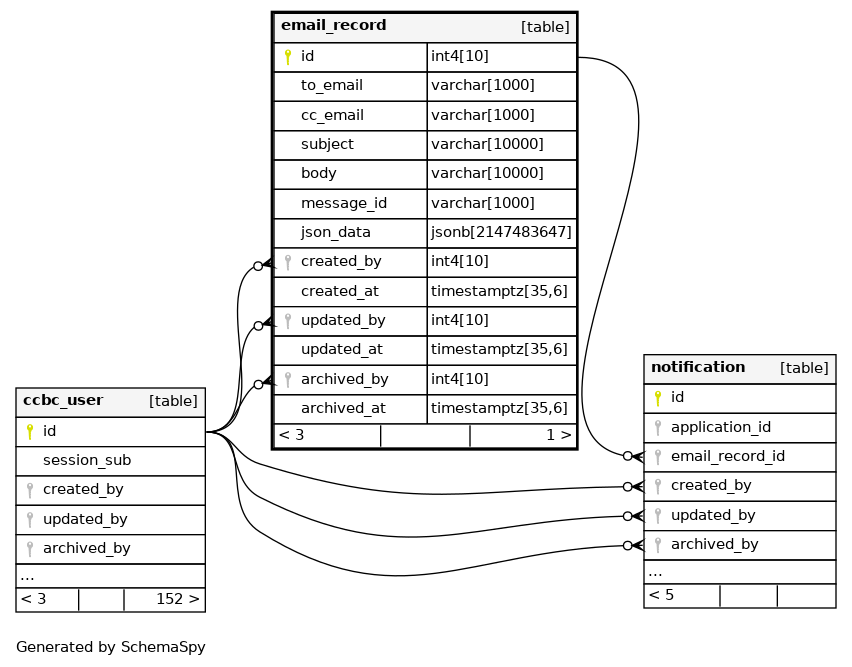 email_record [table]
id int4[10]
to_email varchar[1000]
cc_email varchar[1000]
subject varchar[10000]
body varchar[10000]
message_id varchar[1000]
json_data jsonb[2147483647]
created_by int4[10]
created_at timestamptz[35,6]
updated_by int4[10]
updated_at timestamptz[35,6]
archived_by int4[10]
archived_at timestamptz[35,6]
< 3 1 >
ccbc_user [table]
id
session_sub
created_by
updated_by
archived_by
...
< 3 152 >
notification [table]
id
application_id
email_record_id
created_by
updated_by
archived_by
...
< 5
Generated by SchemaSpy